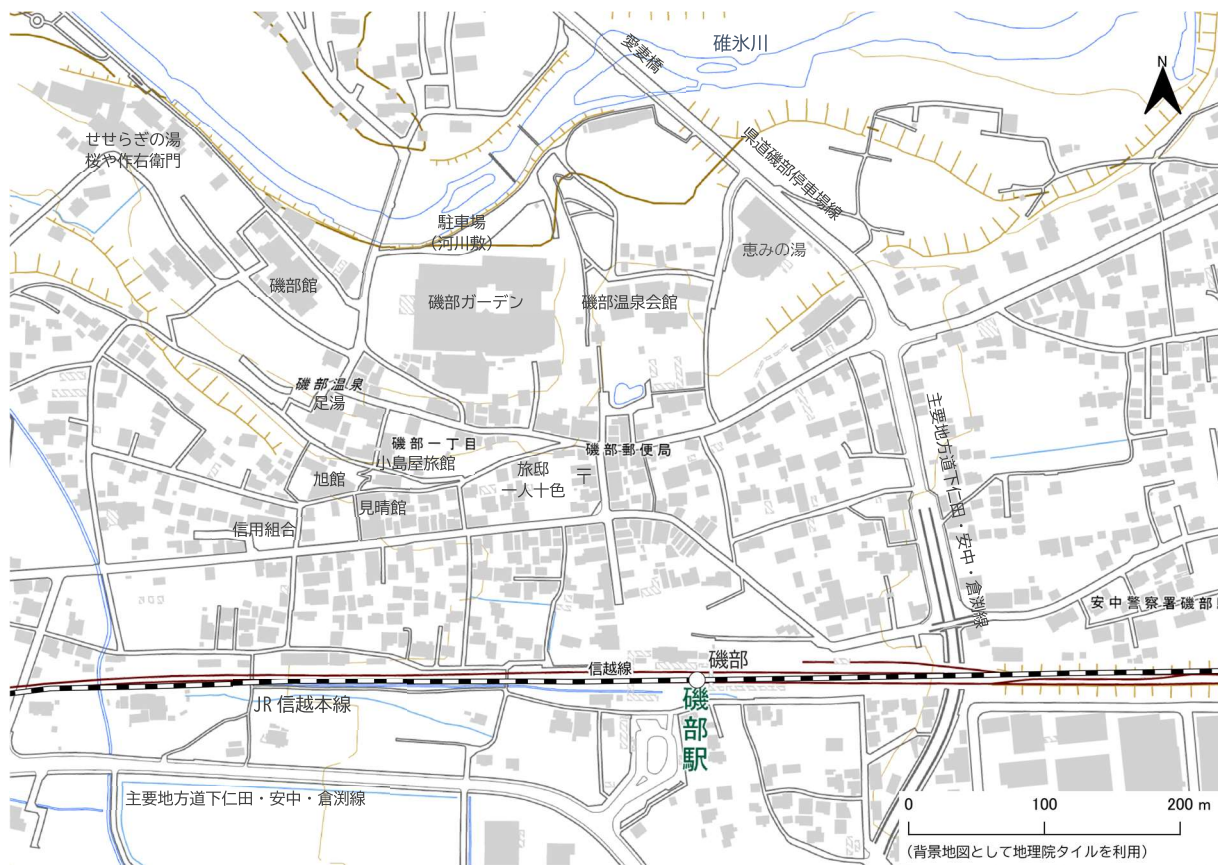 愛妻橋
碓氷川
N
せせらぎの湯
桜や作右衛門
県道磯部停車場線
駐車場
（河川敷）
恵みの湯
磯部館
磯部ガーデン
磯部温泉会館
磯部温泉
足湯
主要地方道下仁田・安中・倉渕線
磯部一丁目
磯部郵便局
小島屋旅館
旭館
旅邸
一人十色
〒
見晴館
信用組合
安中警察署磯部
信越線
磯部
JR 信越本線
磯部駅
主要地方道下仁田・安中・倉渕線
0 100 200 m
(背景地図として地理院タイルを利用)